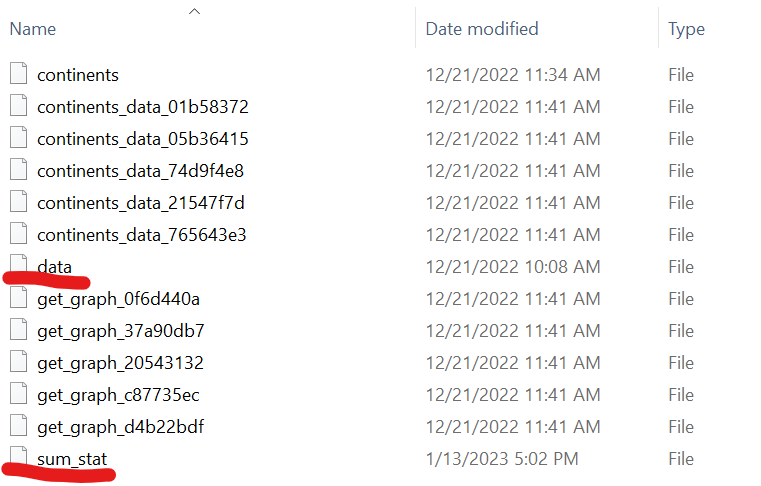 Name Date modified Type
continents 12/21/2022 11:34 AM File
continents_data_01b58372 12/21/2022 11:41 AM File
continents_data_05b36415 12/21/2022 11:41 AM File
continents_data_74d9f4e8 12/21/2022 11:41 AM File
continents_data_21547f7d 12/21/2022 11:41 AM File
continents_data_765643e3 12/21/2022 11:41 AM File
data 12/21/2022 10:08 AM File
get_graph_0f6d440a 12/21/2022 11:41 AM File
get_graph_37a90db7 12/21/2022 11:41 AM File
get_graph_20543132 12/21/2022 11:41 AM File
get_graph_c87735ec 12/21/2022 11:41 AM File
get_graph_d4b22bdf 12/21/2022 11:41 AM File
sum_stat 1/13/2023 5:02 PM File